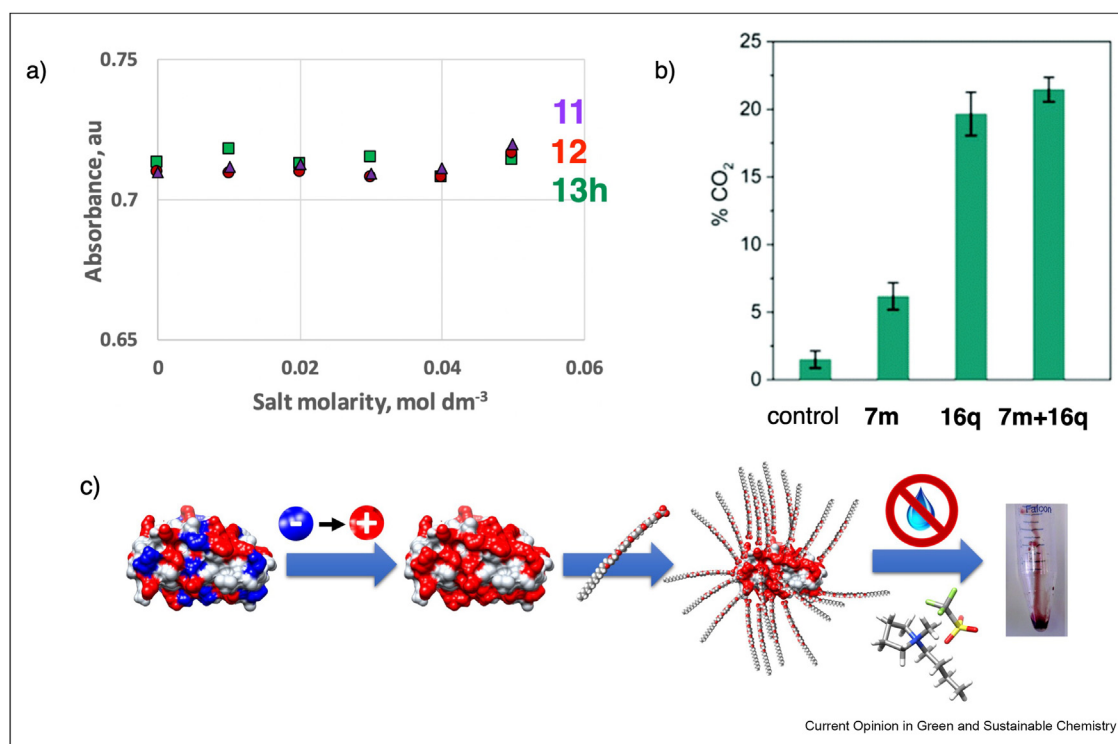 a)
0.75
0.7
0.65
Absorbance, au
0
0.02
0.04
0.06
Salt molarity, mol dm⁻³
11
12
13h
b)
25
20
15
10
5
0
% CO₂
control
7m
16q
7m+16q
c)
-
+
Falcon
Current Opinion in Green and Sustainable Chemistry